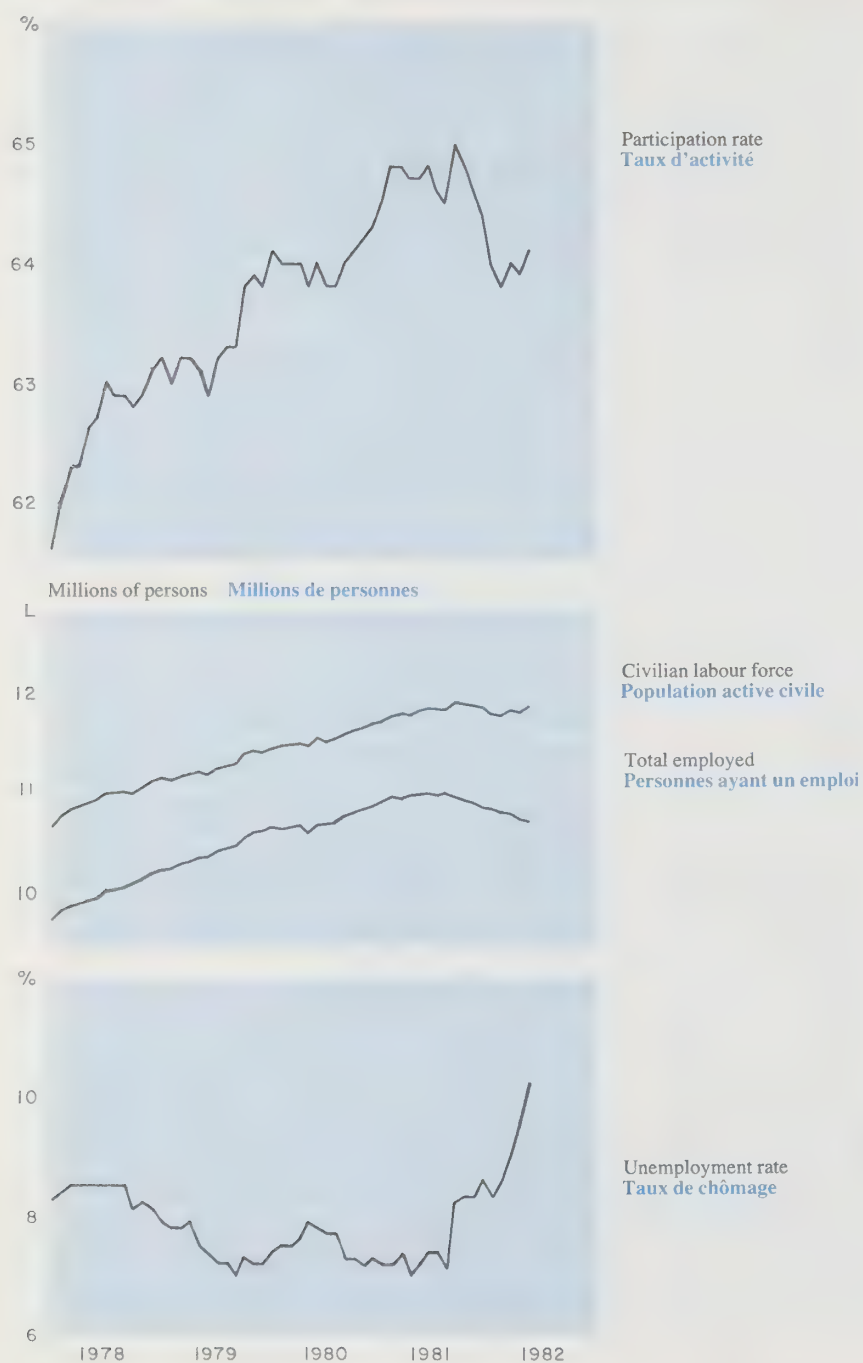 %
65
64
63
62
Participation rate
Taux d'activité
Millions of persons Millions de personnes
L
12
11
10
Civilian labour force
Population active civile
Total employed
Personnes ayant un emploi
%
10
8
6
Unemployment rate
Taux de chômage
1978 1979 1980 1981 1982